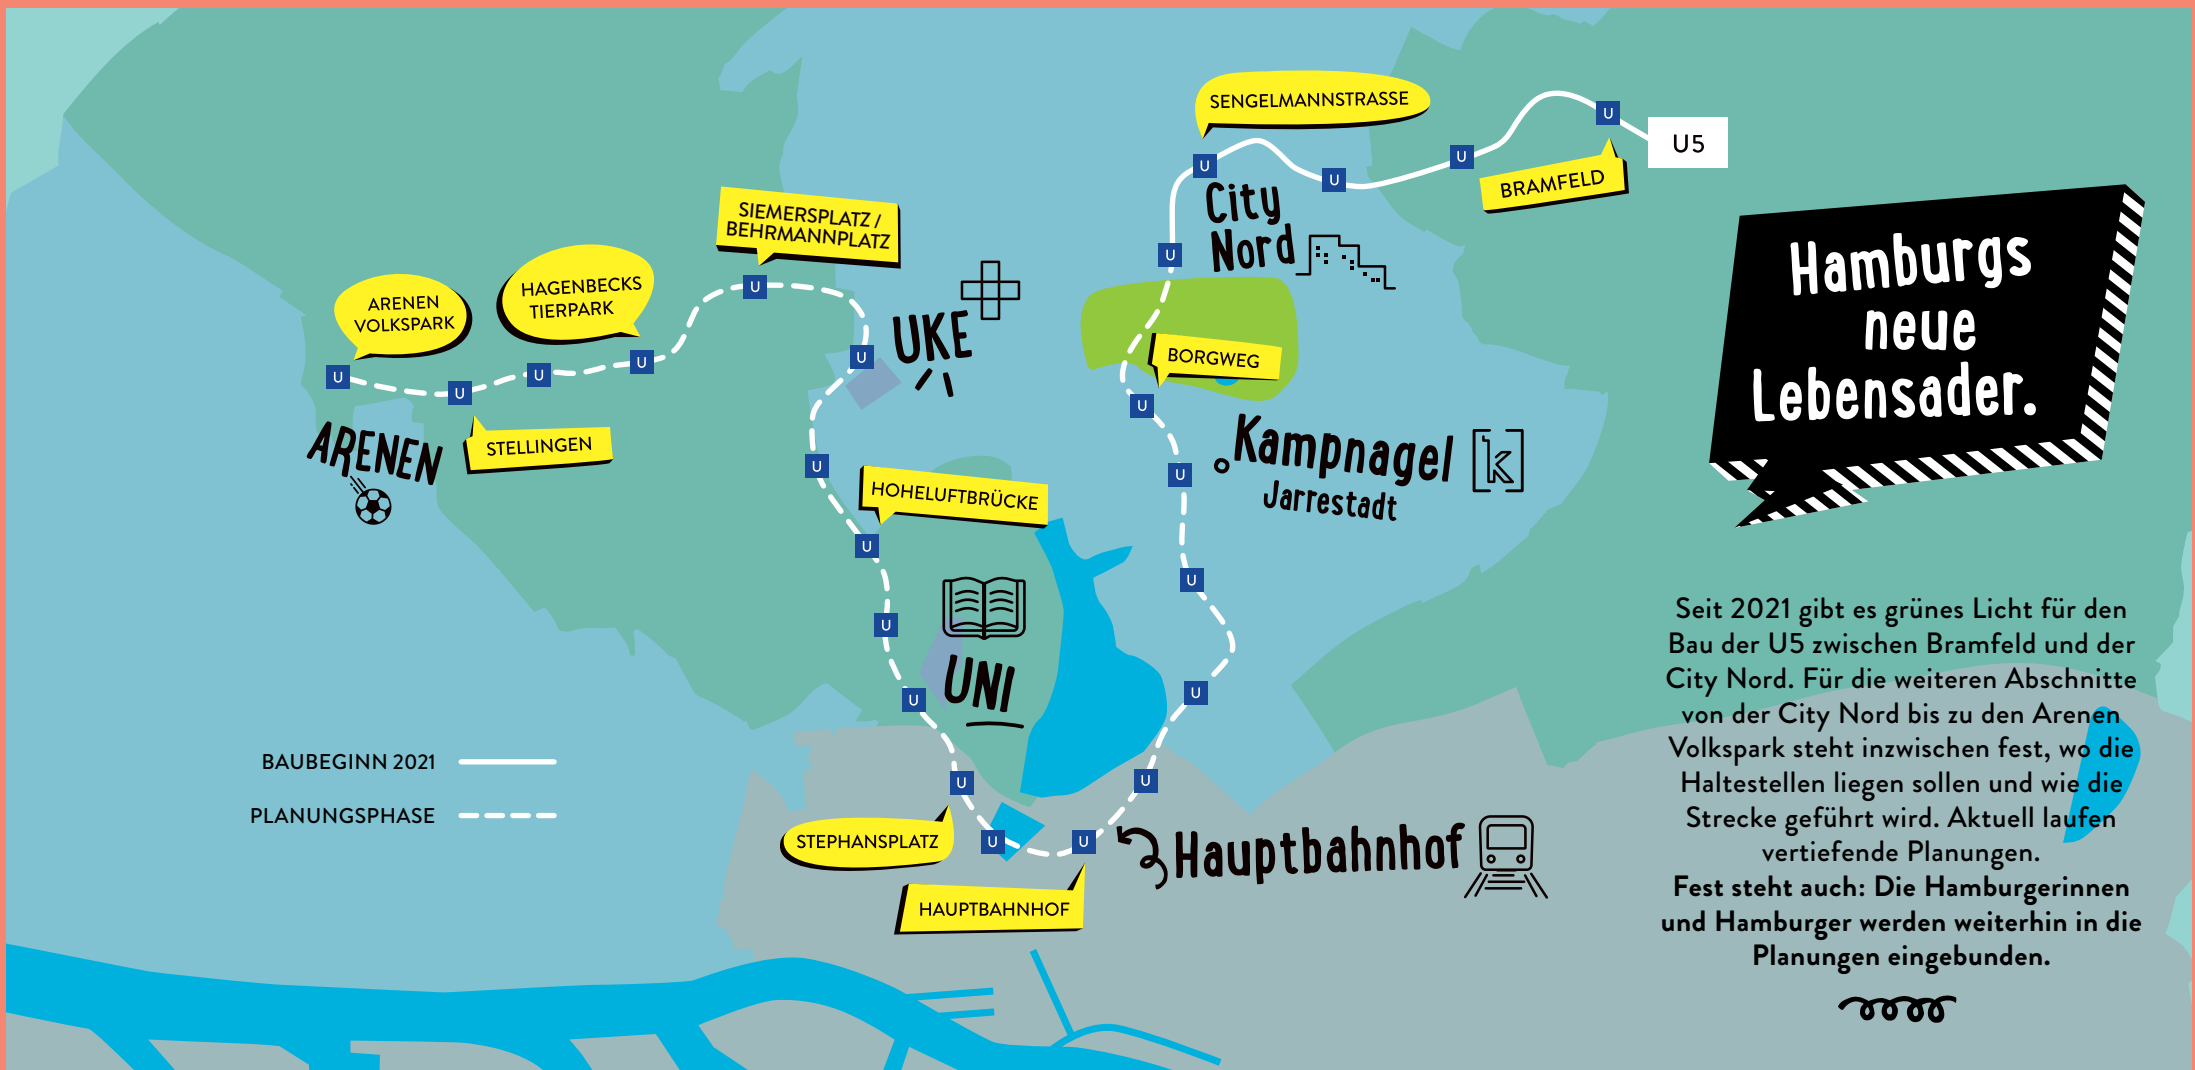 SENGELMANNSTRASSE
U
U5
BRAMFELD
U
U
U
City
Nord
U
SIEMERSPLATZ /
BEHRMANNPLATZ
U
HAGENBECKS
TIERPARK
U
ARENEN
VOLKSPARK
U
U
U
STELLINGEN
ARENEN
UKE
U
BORGWEG
U
Kampnagel
[k]
Jarrestadt
U
U
HOHELUFTBRÜCKE
U
U
U
UNI
U
U
U
U
STEPHANSPLATZ
U
U
HAUPTBAHNHOF
Hauptbahnhof
BAUBEGINN 2021
PLANUNGSPHASE
Hamburgs
neue
Lebensader.
Seit 2021 gibt es grünes Licht für den
Bau der U5 zwischen Bramfeld und der
City Nord. Für die weiteren Abschnitte
von der City Nord bis zu den Arenen
Volkspark steht inzwischen fest, wo die
Haltestellen liegen sollen und wie die
Strecke geführt wird. Aktuell laufen
vertiefende Planungen.
Fest steht auch: Die Hamburgerinnen
und Hamburger werden weiterhin in die
Planungen eingebunden.